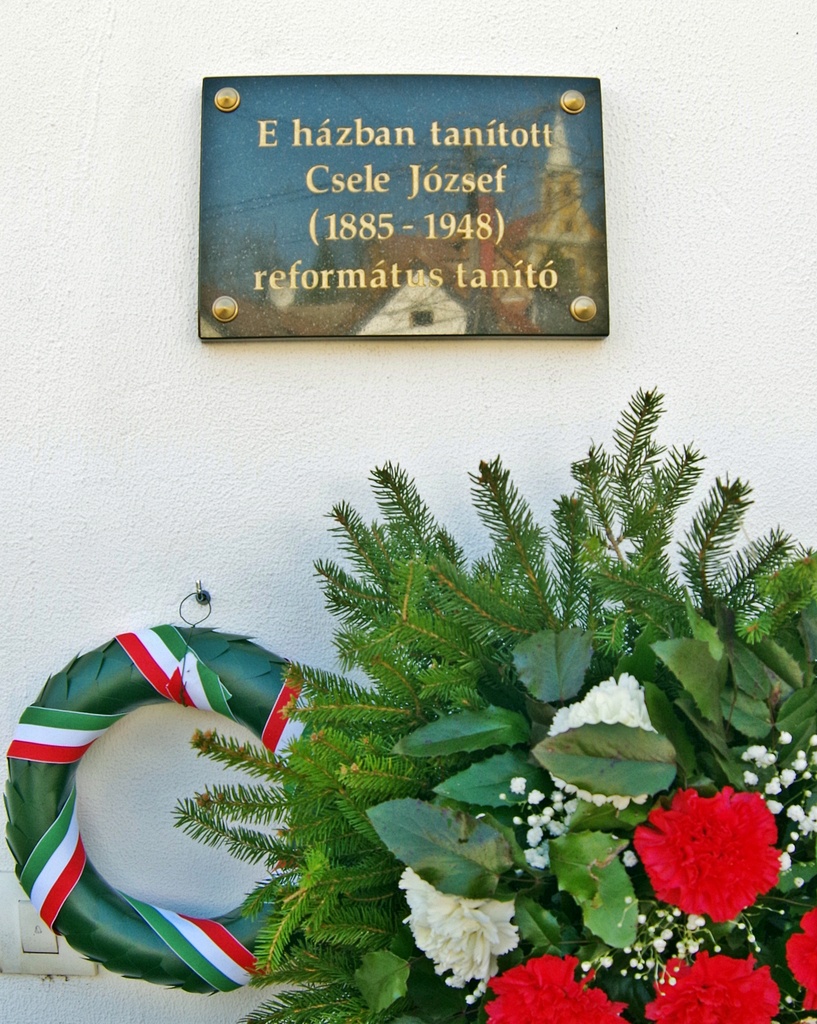 E házban tanított
Csele József
(1885 - 1948)
református tanító